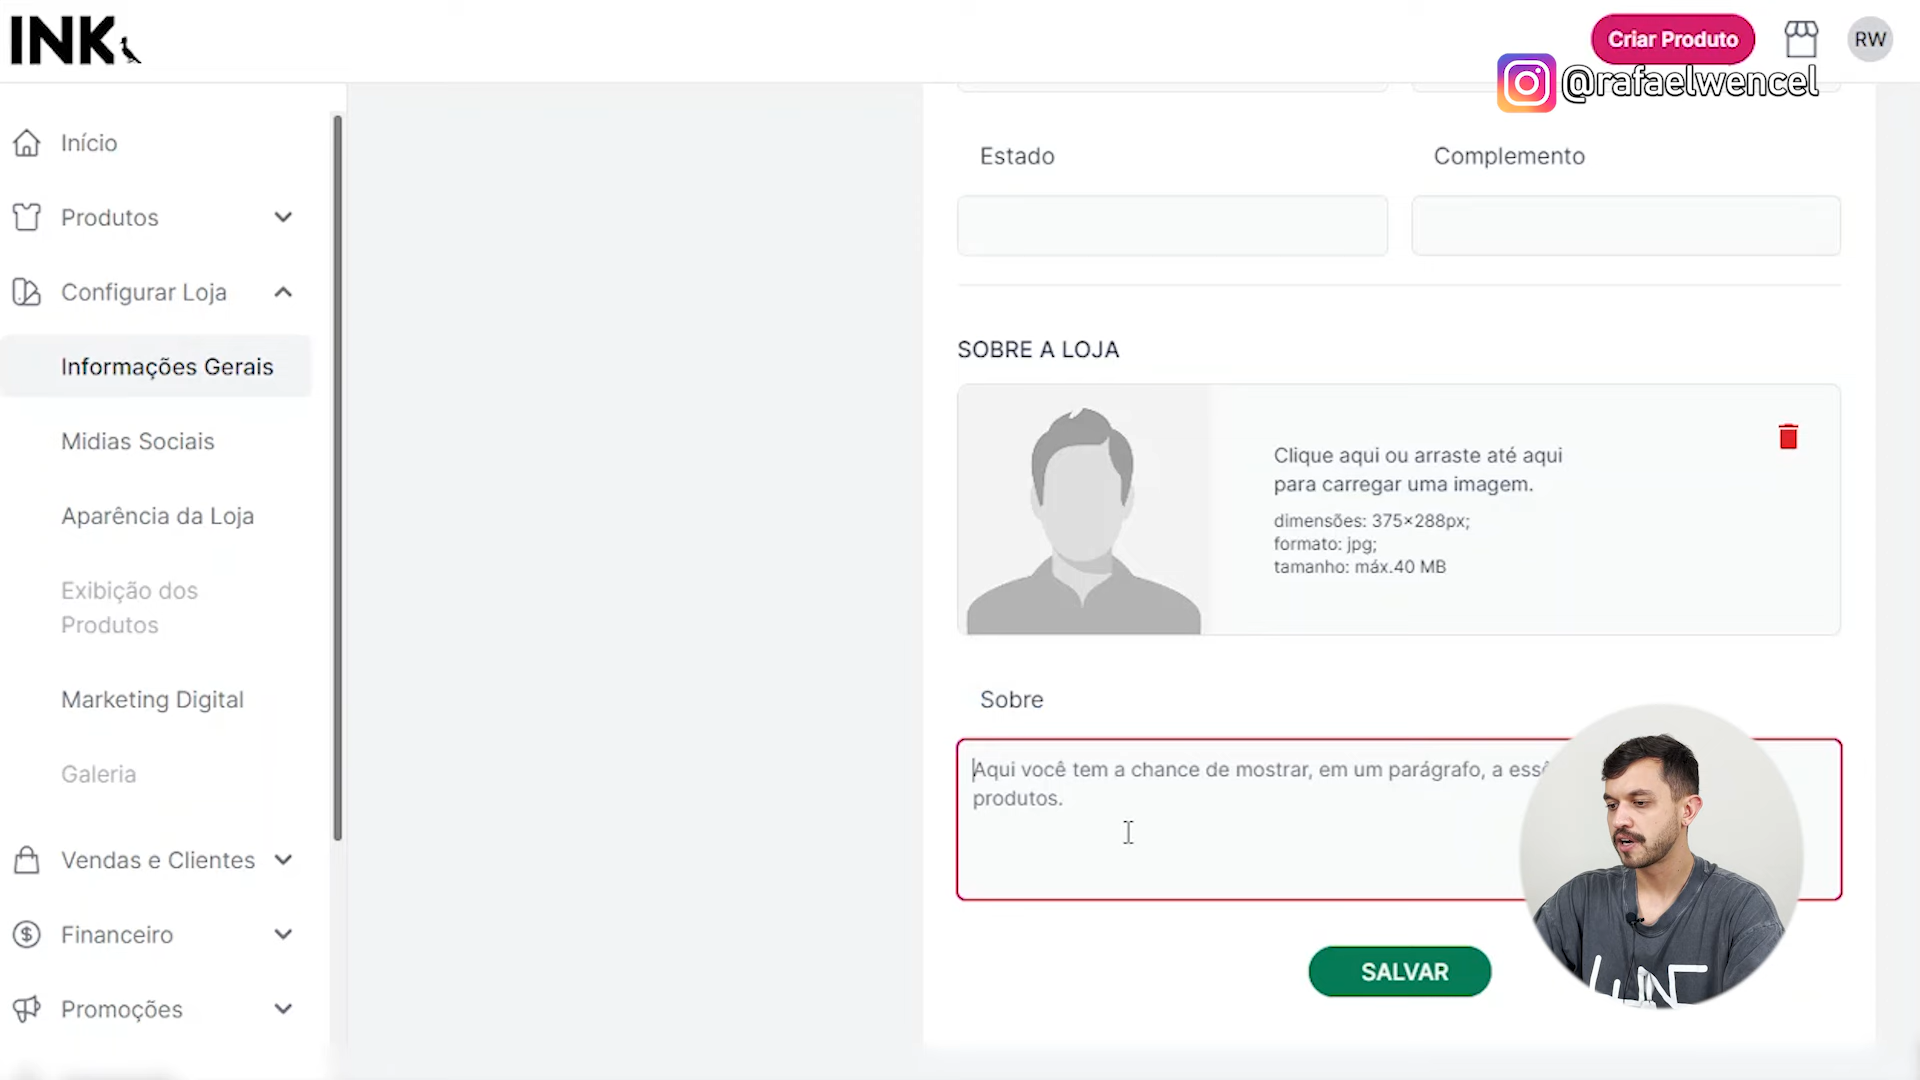 INK
Criar Produto
RW
@rafaelwencel
Início
Produtos
Configurar Loja
Informações Gerais
Midias Sociais
Aparência da Loja
Exibição dos
Produtos
Marketing Digital
Galeria
Vendas e Clientes
Financeiro
Promoções
Estado
Complemento
SOBRE A LOJA
Clique aqui ou arraste até aqui
para carregar uma imagem.
dimensões: 375×288px;
formato: jpg;
tamanho: máx.40 MB
Sobre
Aqui você tem a chance de mostrar, em um parágrafo, a
produtos.
SALVAR